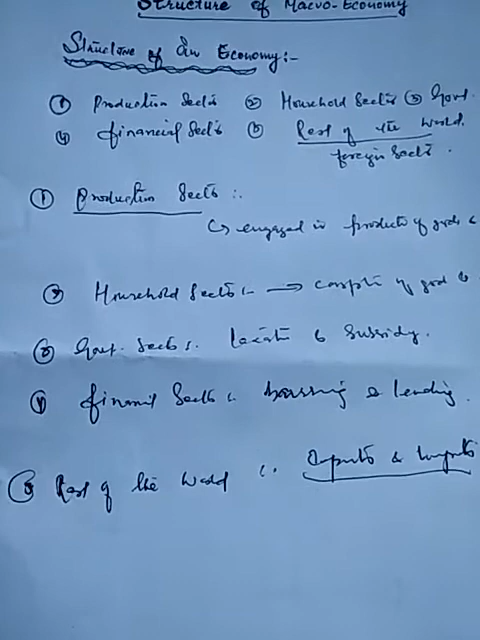 Structure of Macro-Economy
Structure of an Economy:-
① Production Sector ② Household Sector ③ Govt.
④ financial Sector ⑤ Rest of the world.
foreign Sector.
① Production Sector :.
↳ engaged in production of goods &
② Household Sector :- → consumption of good &
③ Govt. Sector :. taxation & Subsidy.
④ financial Sector :. borrowing & lending.
⑤ Rest of the World :. Exports & Imports